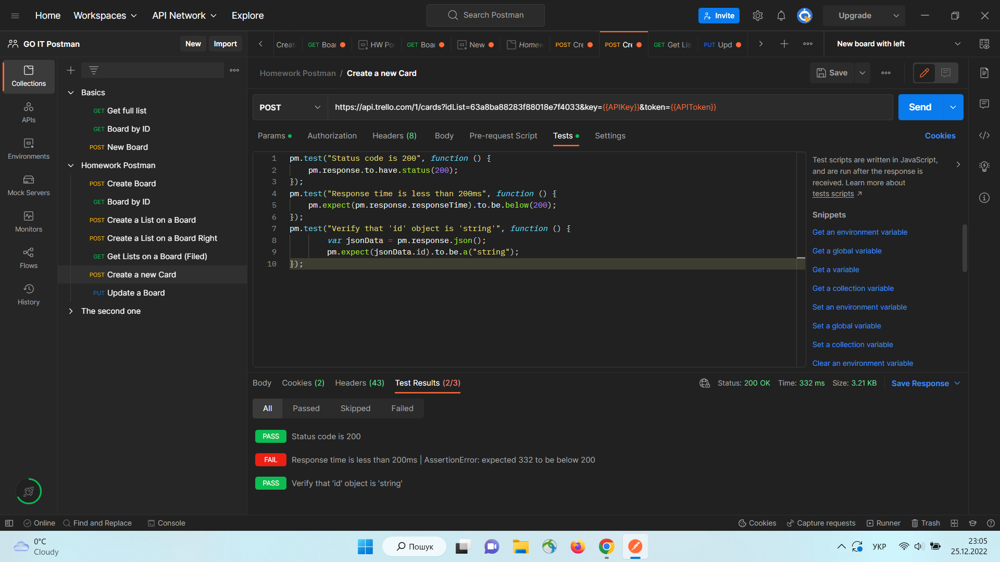 Home
Workspaces
API Network
Explore
Search Postman
Invite
Upgrade
GO IT Postman
New
Import
Creat
GET Boa
HW Po
GET Boa
New
Homew
POST Cre
POST Cre
GET Get Lis
PUT Upd
New board with left
Collections
APIs
Environments
Mock Servers
Monitors
Flows
History
Basics
GET Get full list
GET Board by ID
POST New Board
Homework Postman
POST Create Board
GET Board by ID
POST Create a List on a Board
POST Create a List on a Board Right
GET Get Lists on a Board (Filed)
POST Create a new Card
PUT Update a Board
The second one
Homework Postman / Create a new Card
Save
POST
https://api.trello.com/1/cards?idList=63a8ba88283f88018e7f4033&key={{APIKey}}&token={{APIToken}}
Send
Params
Authorization
Headers (8)
Body
Pre-request Script
Tests
Settings
Cookies
1 pm.test("Status code is 200", function () {
2 pm.response.to.have.status(200);
3 });
4 pm.test("Response time is less than 200ms", function () {
5 pm.expect(pm.response.responseTime).to.be.below(200);
6 });
7 pm.test("Verify that 'id' object is 'string'", function () {
8 var jsonData = pm.response.json();
9 pm.expect(jsonData.id).to.be.a("string");
10 });
Test scripts are written in JavaScript,
and are run after the response is
received. Learn more about
tests scripts
Snippets
Get an environment variable
Get a global variable
Get a variable
Get a collection variable
Set an environment variable
Set a global variable
Set a collection variable
Clear an environment variable
Body
Cookies (2)
Headers (43)
Test Results (2/3)
Status: 200 OK
Time: 332 ms
Size: 3.21 KB
Save Response
All
Passed
Skipped
Failed
PASS Status code is 200
FAIL Response time is less than 200ms | AssertionError: expected 332 to be below 200
PASS Verify that 'id' object is 'string'
Online
Find and Replace
Console
Cookies
Capture requests
Runner
Trash
0°C
Cloudy
Пошук
УКР
23:05
25.12.2022